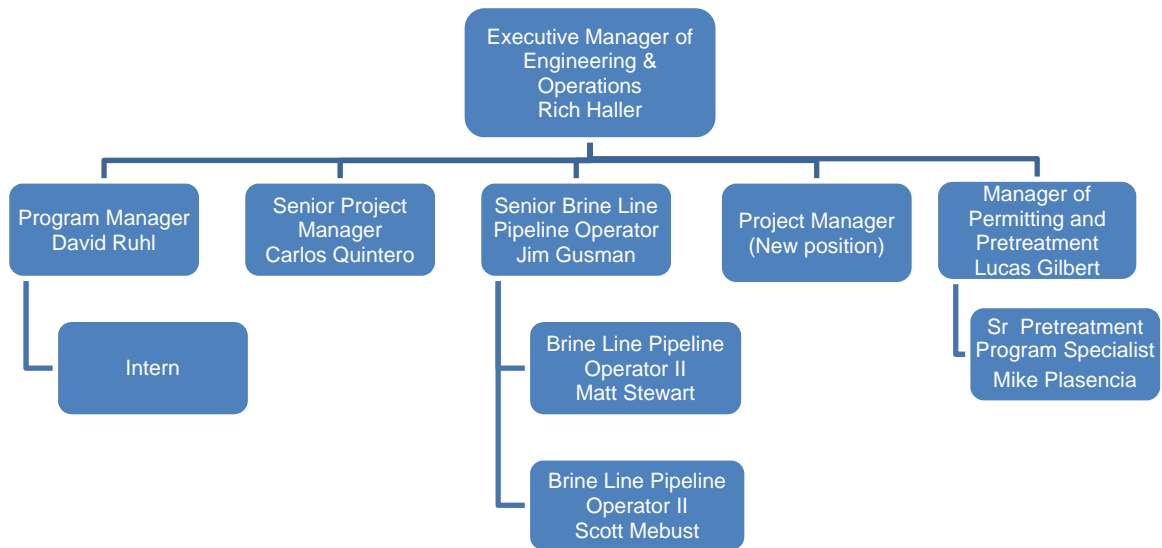 Executive Manager of
Engineering &
Operations
Rich Haller
Program Manager
David Ruhl
Senior Project
Manager
Carlos Quintero
Senior Brine Line
Pipeline Operator
Jim Gusman
Project Manager
(New position)
Manager of
Permitting and
Pretreatment
Lucas Gilbert
Intern
Brine Line Pipeline
Operator II
Matt Stewart
Sr Pretreatment
Program Specialist
Mike Plasencia
Brine Line Pipeline
Operator II
Scott Mebust